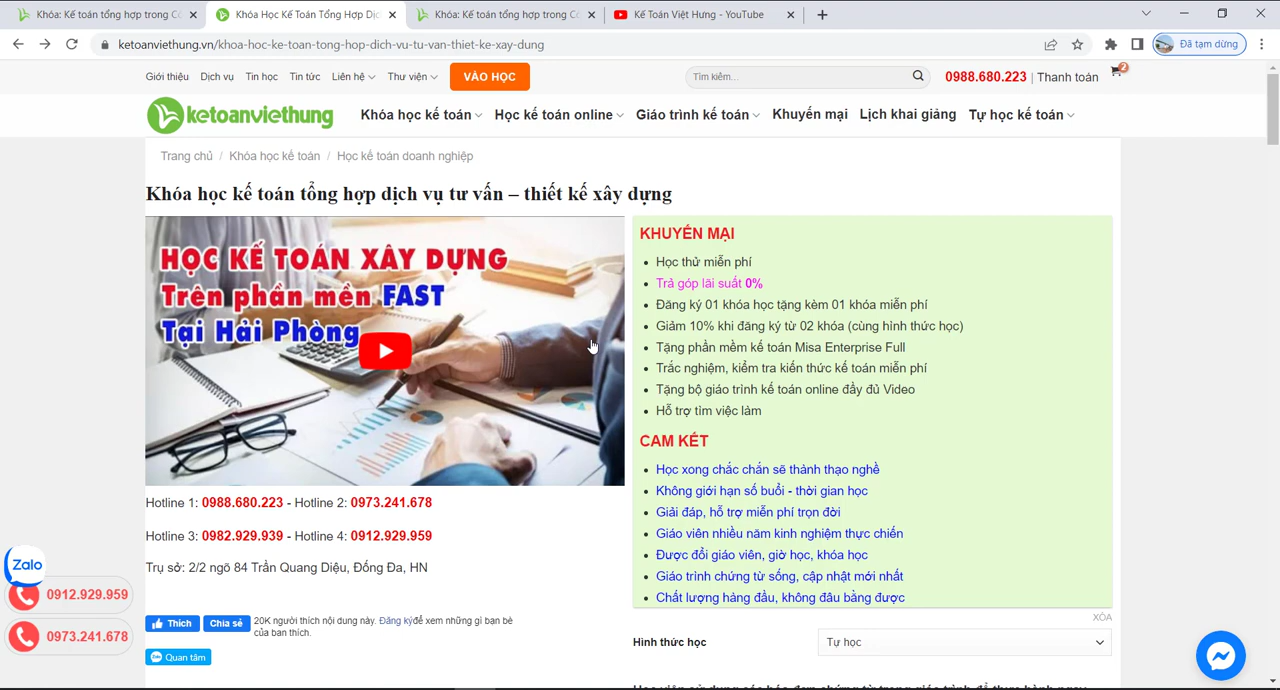 Khóa: Kế toán tổng hợp trong Cô
Khóa Học Kế Toán Tổng Hợp Dịc
Khóa: Kế toán tổng hợp trong Cô
Kế Toán Việt Hưng - YouTube
ketoanviethung.vn/khoa-hoc-ke-toan-tong-hop-dich-vu-tu-van-thiet-ke-xay-dung
Đã tạm dừng
Giới thiệu Dịch vụ Tin học Tin tức Liên hệ Thư viện VÀO HỌC Tìm kiếm... 0988.680.223 | Thanh toán 2
ketoanviethung
Khóa học kế toán Học kế toán online Giáo trình kế toán Khuyến mại Lịch khai giảng Tự học kế toán
Trang chủ / Khóa học kế toán / Học kế toán doanh nghiệp
Khóa học kế toán tổng hợp dịch vụ tư vấn – thiết kế xây dựng
HỌC KẾ TOÁN XÂY DỰNG
Trên phần mền FAST
Tại Hải Phòng
Hotline 1: 0988.680.223 - Hotline 2: 0973.241.678
Hotline 3: 0982.929.939 - Hotline 4: 0912.929.959
Trụ sở: 2/2 ngõ 84 Trần Quang Diệu, Đống Đa, HN
Thích Chia sẻ 20K người thích nội dung này. Đăng ký để xem những gì bạn bè
của bạn thích.
Quan tâm
KHUYẾN MẠI
Học thử miễn phí
Trả góp lãi suất 0%
Đăng ký 01 khóa học tặng kèm 01 khóa miễn phí
Giảm 10% khi đăng ký từ 02 khóa (cùng hình thức học)
Tặng phần mềm kế toán Misa Enterprise Full
Trắc nghiệm, kiểm tra kiến thức kế toán miễn phí
Tặng bộ giáo trình kế toán online đầy đủ Video
Hỗ trợ tìm việc làm
CAM KẾT
Học xong chắc chắn sẽ thành thạo nghề
Không giới hạn số buổi - thời gian học
Giải đáp, hỗ trợ miễn phí trọn đời
Giáo viên nhiều năm kinh nghiệm thực chiến
Được đổi giáo viên, giờ học, khóa học
Giáo trình chứng từ sống, cập nhật mới nhất
Chất lượng hàng đầu, không đâu bằng được
XÓA
Hình thức học Tự học
Zalo
0912.929.959
0973.241.678